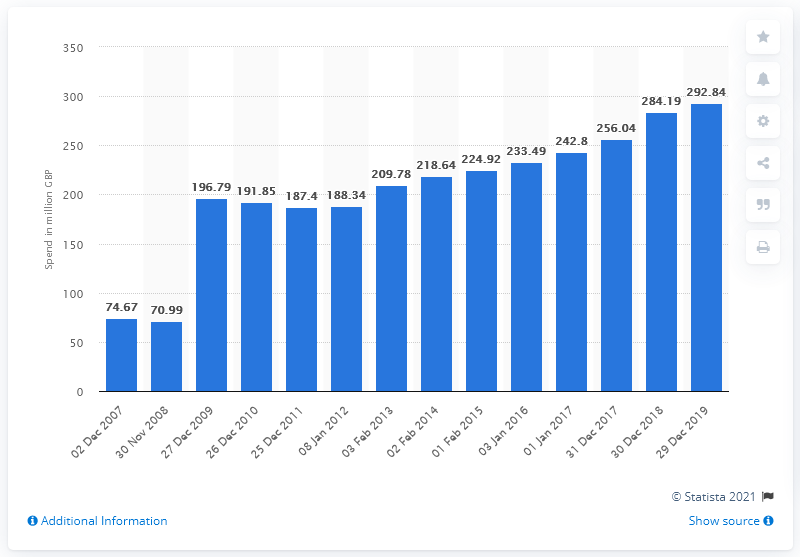 350
300
250
200
150
100
50
0
Spend in million GBP
74.67
70.99
196.79
191.85
187.4
188.34
209.78
218.64
224.92
233.49
242.8
256.04
284.19
292.84
02 Dec 2007
30 Nov 2008
27 Dec 2009
26 Dec 2010
25 Dec 2011
08 Jan 2012
03 Feb 2013
02 Feb 2014
01 Feb 2015
03 Jan 2016
01 Jan 2017
31 Dec 2017
30 Dec 2018
29 Dec 2019
© Statista 2021
Additional Information
Show source